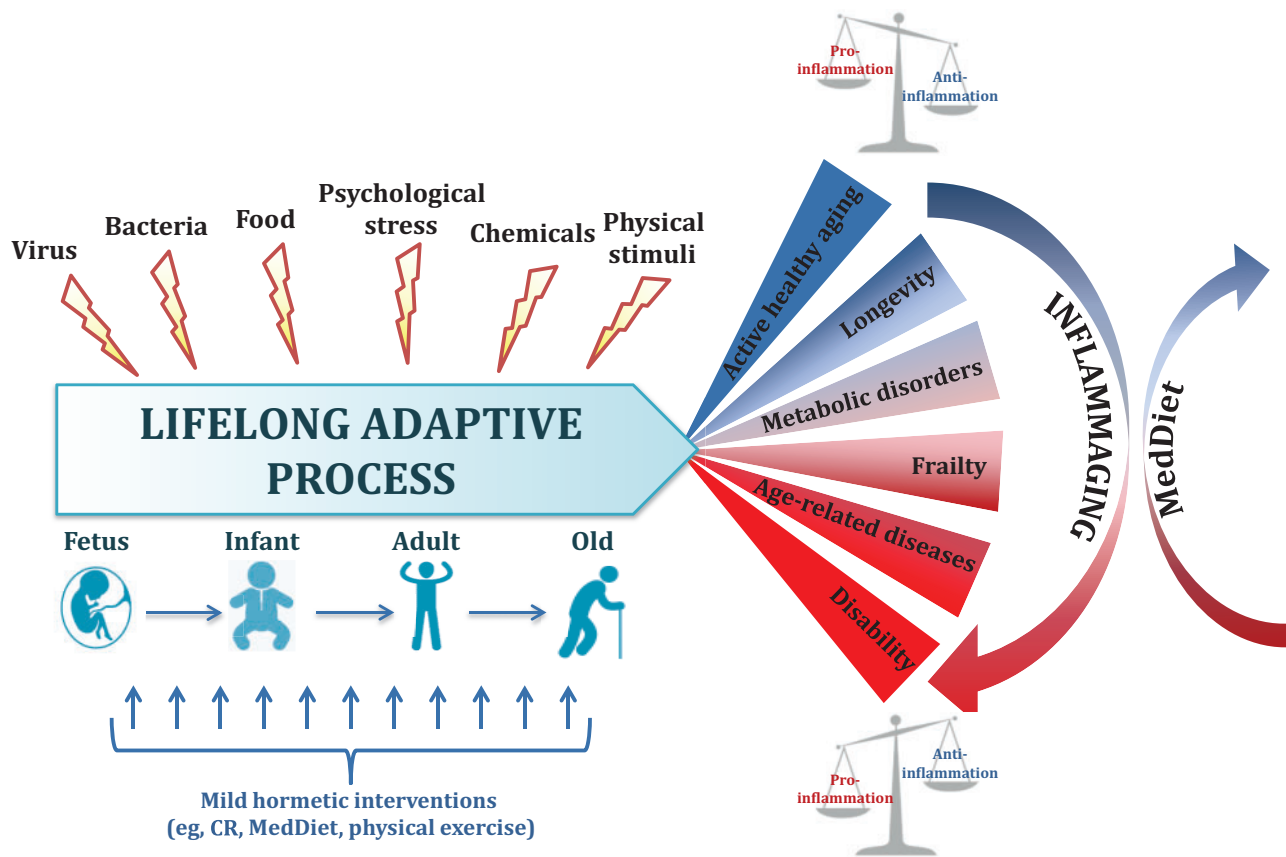 Pro-
inflammation
Anti-
inflammation
Virus
Bacteria
Food
Psychological
stress
Chemicals
Physical
stimuli
LIFELONG ADAPTIVE
PROCESS
Fetus
Infant
Adult
Old
Mild hormetic interventions
(eg, CR, MedDiet, physical exercise)
Active healthy aging
Longevity
Metabolic disorders
Frailty
Age-related diseases
Disability
INFLAMMAGING
MedDiet
Pro-
inflammation
Anti-
inflammation